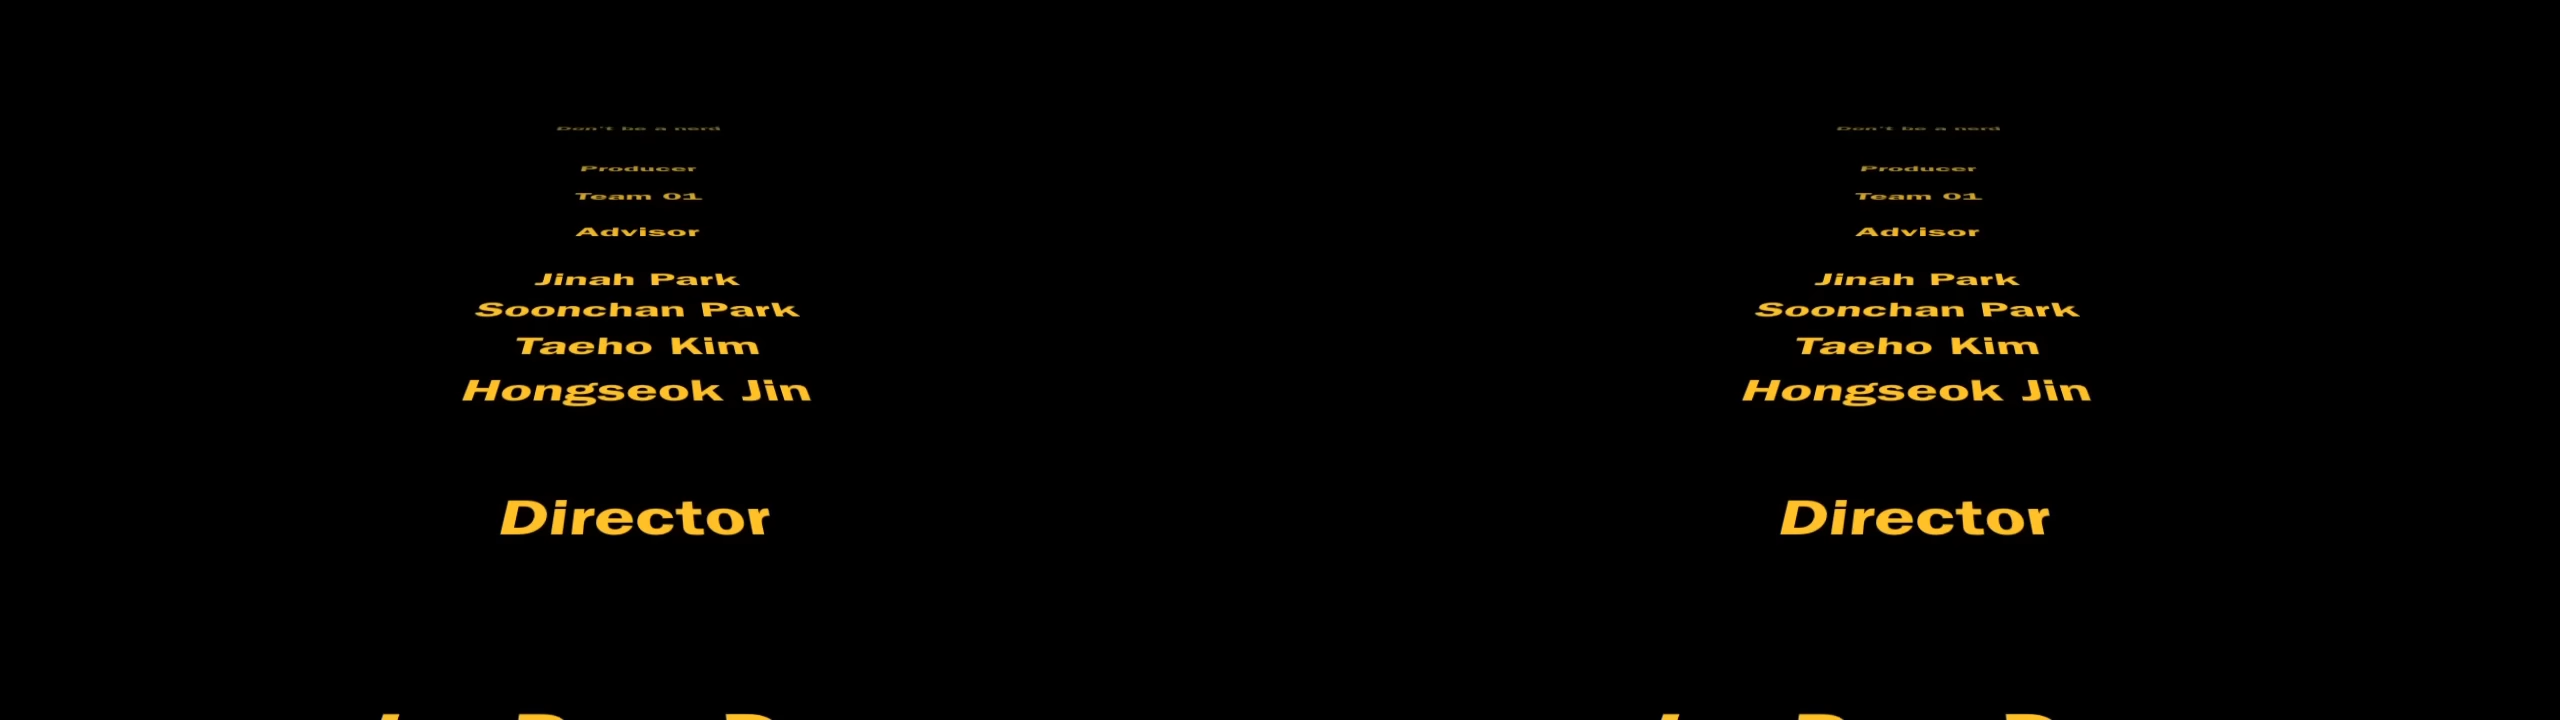 Don't be a nerd
Producer
Team 01
Advisor
Jinah Park
Soonchan Park
Taeho Kim
Hongseok Jin
Director
Don't be a nerd
Producer
Team 01
Advisor
Jinah Park
Soonchan Park
Taeho Kim
Hongseok Jin
Director